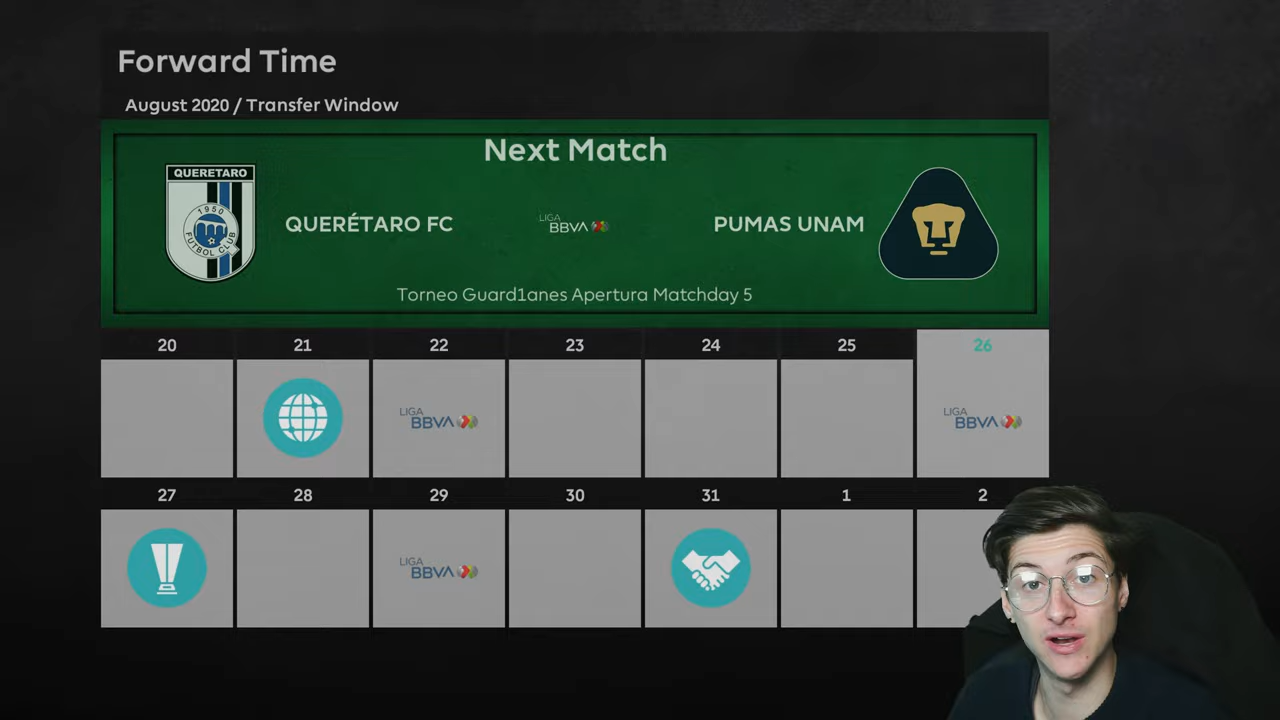 Forward Time
August 2020 / Transfer Window
Next Match
QUERETARO
1950
FUTBOL CLUB
QUERÉTARO FC
LIGA
BBVA
PUMAS UNAM
Torneo Guard1anes Apertura Matchday 5
20 21 22 23 24 25 26
LIGA
BBVA
LIGA
BBVA
27 28 29 30 31 1 2
LIGA
BBVA